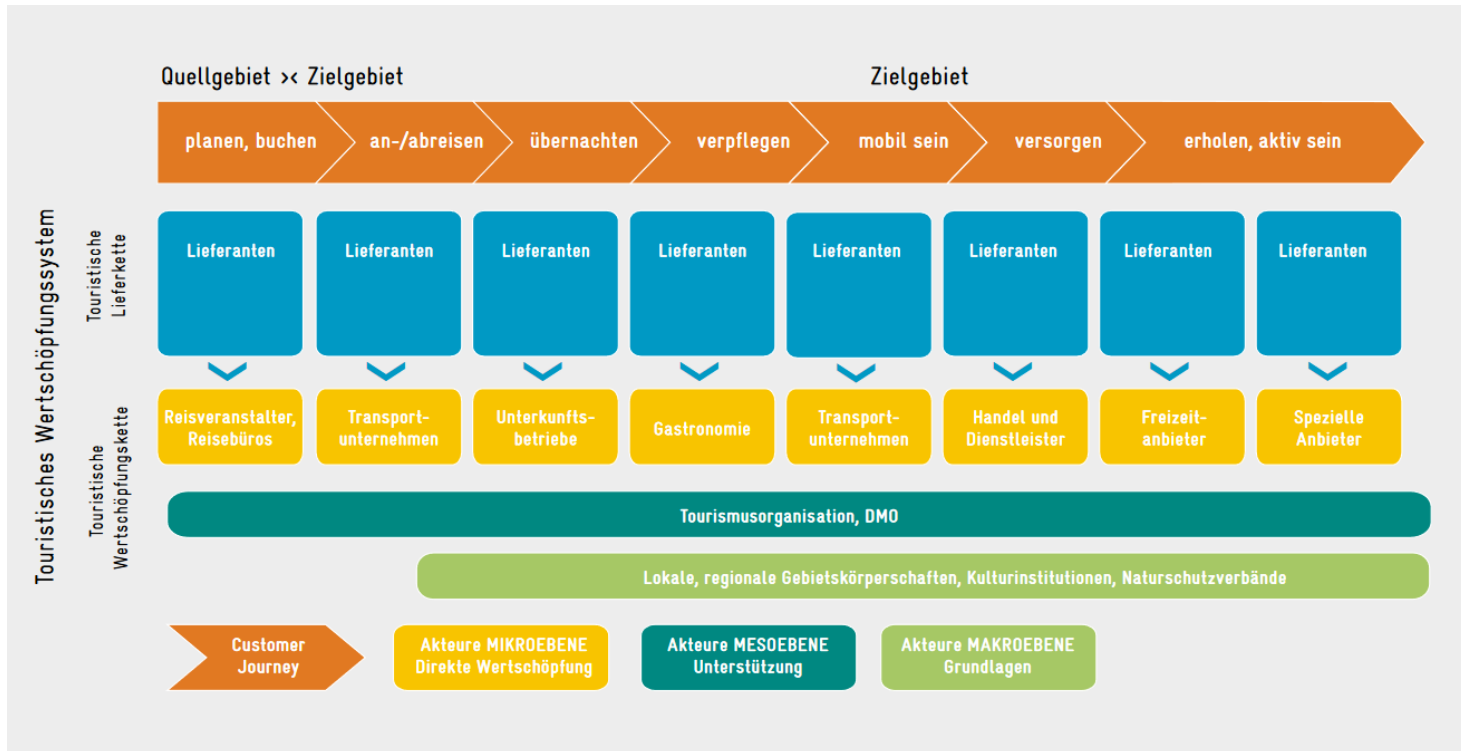 Quellgebiet >< Zielgebiet
Zielgebiet
planen, buchen
an-/abreisen
übernachten
verpflegen
mobil sein
versorgen
erholen, aktiv sein
Touristisches Wertschöpfungssystem
Touristische
Lieferkette
Lieferanten
Lieferanten
Lieferanten
Lieferanten
Lieferanten
Lieferanten
Lieferanten
Lieferanten
Touristische
Wertschöpfungskette
Reisveranstalter,
Reisebüros
Transport-
unternehmen
Unterkunfts-
betriebe
Gastronomie
Transport-
unternehmen
Handel und
Dienstleister
Freizeit-
anbieter
Spezielle
Anbieter
Tourismusorganisation, DMO
Lokale, regionale Gebietskörperschaften, Kulturinstitutionen, Naturschutzverbände
Customer
Journey
Akteure MIKROEBENE
Direkte Wertschöpfung
Akteure MESOEBENE
Unterstützung
Akteure MAKROEBENE
Grundlagen